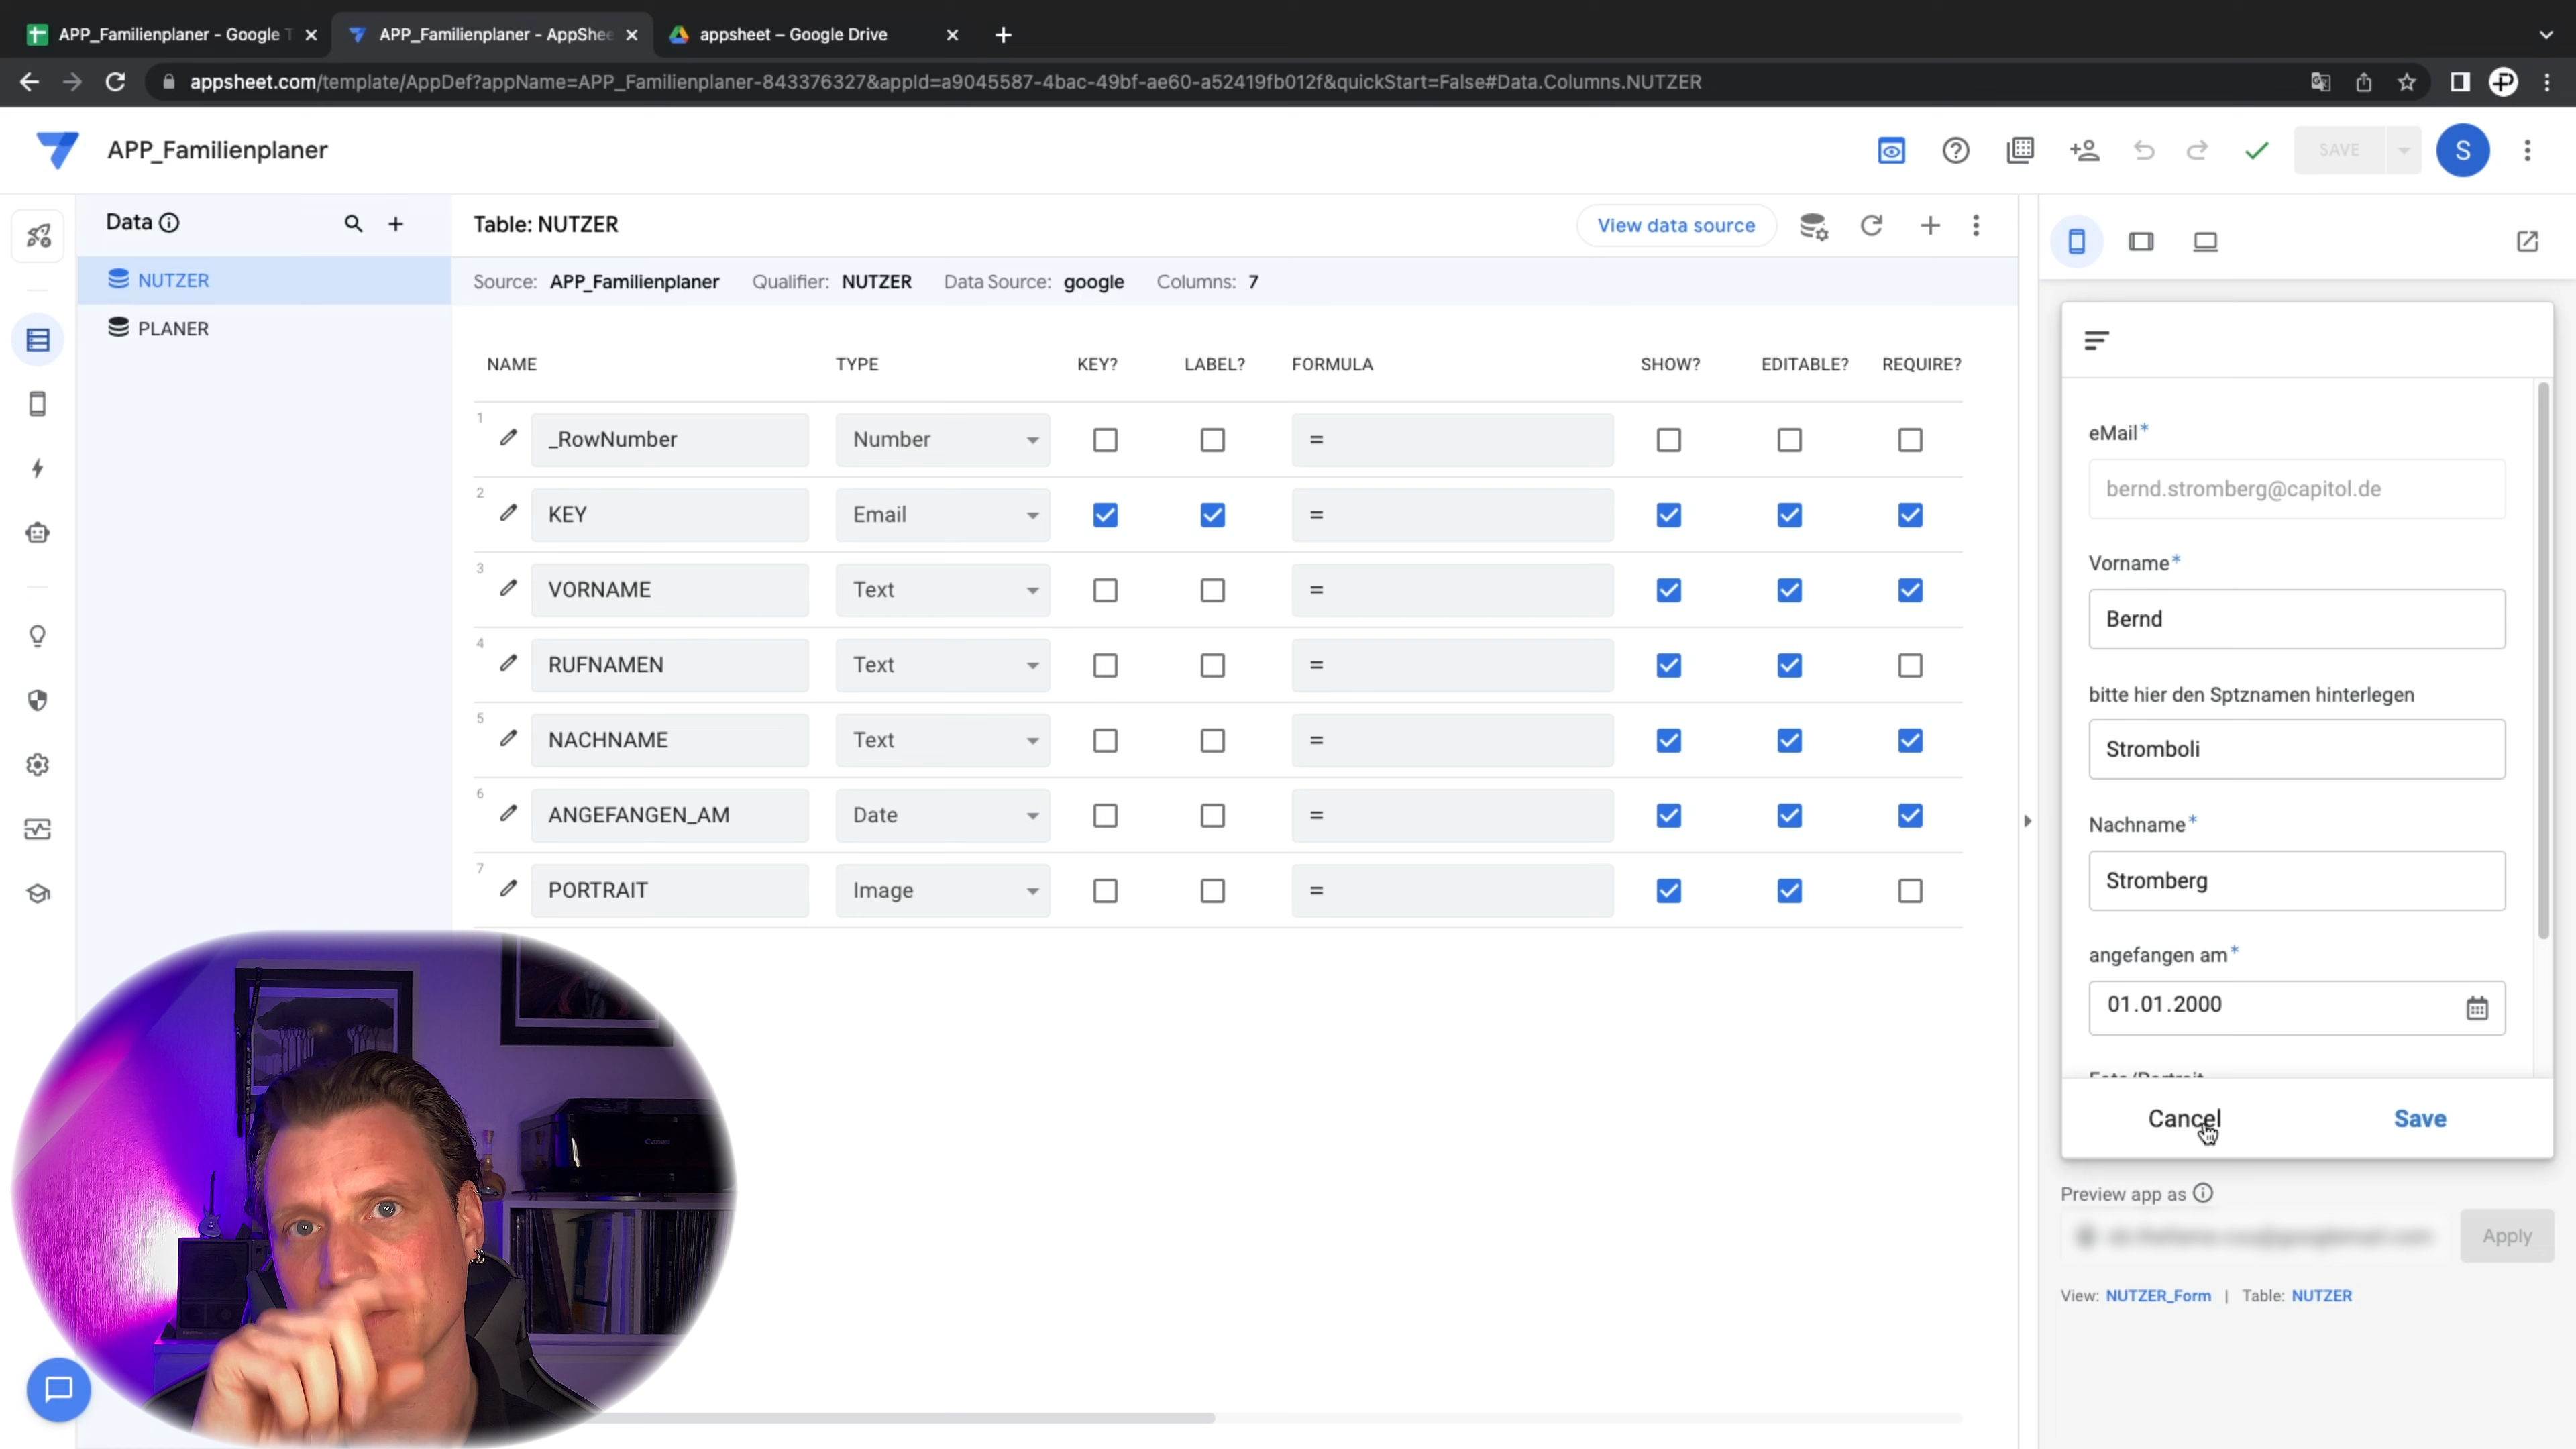 APP_Familienplaner - Google T
APP_Familienplaner - AppShee
appsheet – Google Drive
appsheet.com/template/AppDef?appName=APP_Familienplaner-843376327&appId=a9045587-4bac-49bf-ae60-a52419fb012f&quickStart=False#Data.Columns.NUTZER
APP_Familienplaner
SAVE
S
Data
NUTZER
PLANER
Table: NUTZER
View data source
Source: APP_Familienplaner Qualifier: NUTZER Data Source: google Columns: 7
NAME TYPE KEY? LABEL? FORMULA SHOW? EDITABLE? REQUIRE?
1 _RowNumber Number =
2 KEY Email =
3 VORNAME Text =
4 RUFNAMEN Text =
5 NACHNAME Text =
6 ANGEFANGEN_AM Date =
7 PORTRAIT Image =
Canon
eMail*
bernd.stromberg@capitol.de
Vorname*
Bernd
bitte hier den Sptznamen hinterlegen
Stromboli
Nachname*
Stromberg
angefangen am*
01.01.2000
Foto/Portrait
Cancel Save
Preview app as
Apply
View: NUTZER_Form | Table: NUTZER